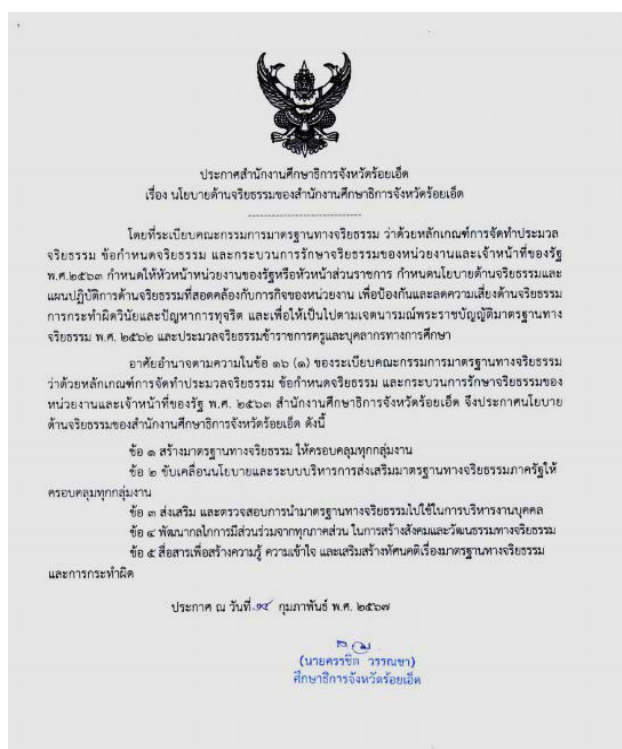 ประกาศสำนักงานศึกษาธิการจังหวัดร้อยเอ็ด
เรื่อง นโยบายด้านจริยธรรมของสำนักงานศึกษาธิการจังหวัดร้อยเอ็ด
----------------------------
โดยที่ระเบียบคณะกรรมการมาตรฐานทางจริยธรรม ว่าด้วยหลักเกณฑ์การจัดทำประมวล
จริยธรรม ข้อกำหนดจริยธรรม และกระบวนการรักษาจริยธรรมของหน่วยงานและเจ้าหน้าที่ของรัฐ
พ.ศ.๒๕๖๓ กำหนดให้หัวหน้าหน่วยงานของรัฐหรือหัวหน้าส่วนราชการ กำหนดนโยบายด้านจริยธรรมและ
แผนปฏิบัติการด้านจริยธรรมที่สอดคล้องกับภารกิจของหน่วยงาน เพื่อป้องกันและลดความเสี่ยงด้านจริยธรรม
การกระทำผิดวินัยและปัญหาการทุจริต และเพื่อให้เป็นไปตามเจตนารมณ์พระราชบัญญัติมาตรฐานทาง
จริยธรรม พ.ศ. ๒๕๖๒ และประมวลจริยธรรมข้าราชการครูและบุคลากรทางการศึกษา
อาศัยอำนาจตามความในข้อ ๑๖ (๑) ของระเบียบคณะกรรมการมาตรฐานทางจริยธรรม
ว่าด้วยหลักเกณฑ์การจัดทำประมวลจริยธรรม ข้อกำหนดจริยธรรม และกระบวนการรักษาจริยธรรมของ
หน่วยงานและเจ้าหน้าที่ของรัฐ พ.ศ. ๒๕๖๓ สำนักงานศึกษาธิการจังหวัดร้อยเอ็ด จึงประกาศนโยบาย
ด้านจริยธรรมของสำนักงานศึกษาธิการจังหวัดร้อยเอ็ด ดังนี้
ข้อ ๑ สร้างมาตรฐานทางจริยธรรม ให้ครอบคลุมทุกกลุ่มงาน
ข้อ ๒ ขับเคลื่อนนโยบายและระบบบริหารการส่งเสริมมาตรฐานทางจริยธรรมภาครัฐให้
ครอบคลุมทุกกลุ่มงาน
ข้อ ๓ ส่งเสริม และตรวจสอบการนำมาตรฐานทางจริยธรรมไปใช้ในการบริหารงานบุคคล
ข้อ ๔ พัฒนากลไกการมีส่วนร่วมจากทุกภาคส่วน ในการสร้างสังคมและวัฒนธรรมทางจริยธรรม
ข้อ ๕ สื่อสารเพื่อสร้างความรู้ ความเข้าใจ และเสริมสร้างทัศนคติเรื่องมาตรฐานทางจริยธรรม
และการกระทำผิด
ประกาศ ณ วันที่ ๑๔ กุมภาพันธ์ พ.ศ. ๒๕๖๗
(นายครรชิต วรรณชา)
ศึกษาธิการจังหวัดร้อยเอ็ด